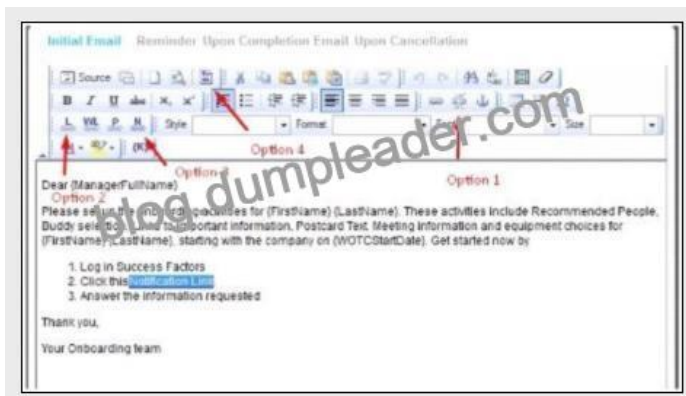 Initial Email Reminder Upon Completion Email Upon Cancellation
Source
B I U abc x, x'
L WL P N Style Format Size
(K)
Option 3 Option 4
Option 1
Option 2
Dear {ManagerFullName}
Please the activities for {FirstName} {LastName}. These activities include Recommended People,
Buddy important information, Postcard Text, Meeting information and equipment choices for
{FirstName} {LastName}, starting with the company on {WOTCStartDate}. Get started now by
1. Log in Success Factors
2. Click this Notification Link
3. Answer the information requested
Thank you,
Your Onboarding team
blog.dumpleader.com